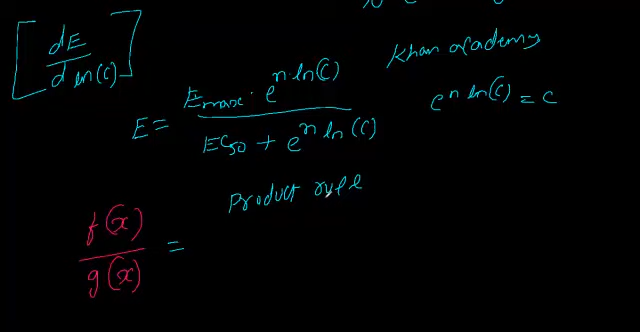 [dE / d ln(C)]
Khan academy
E = Emax · e^n·ln(C) / EC50 + e^n ln(C)
e^n ln(C) = C
Product rule
f(x) / g(x) =